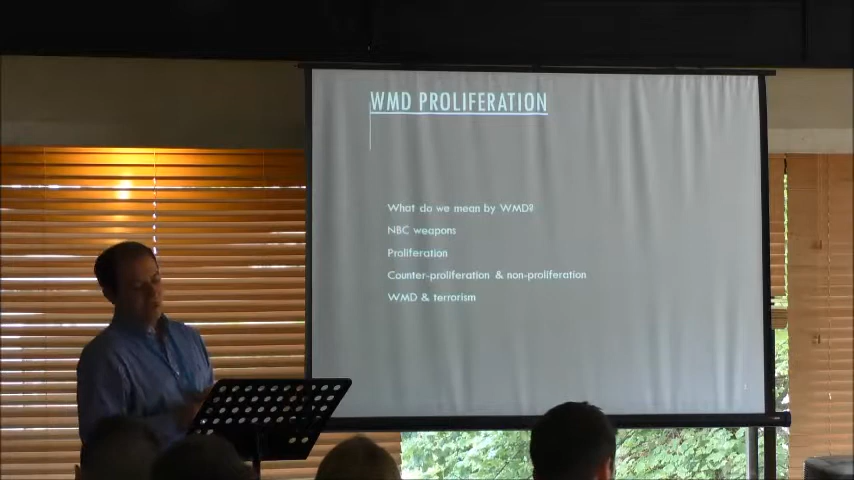 WMD PROLIFERATION
What do we mean by WMD?
NBC weapons
Proliferation
Counter-proliferation & non-proliferation
WMD & terrorism